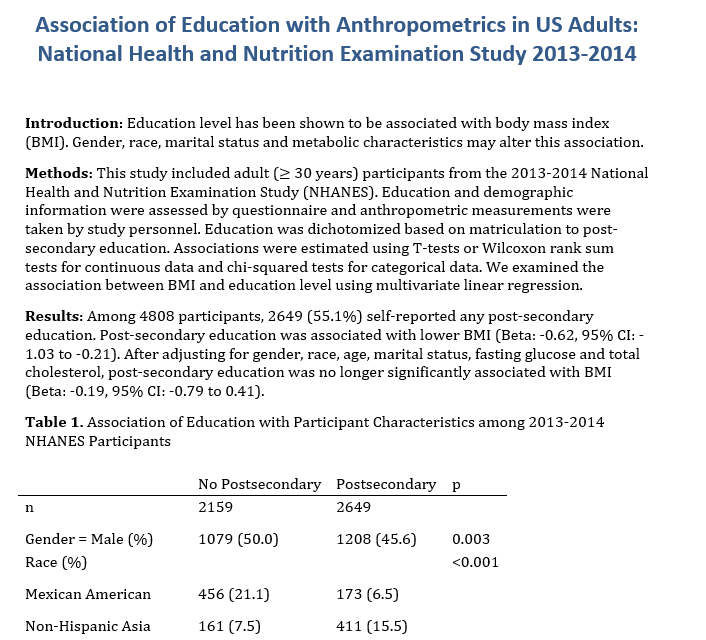 Association of Education with Anthropometrics in US Adults:
National Health and Nutrition Examination Study 2013-2014
Introduction: Education level has been shown to be associated with body mass index
(BMI). Gender, race, marital status and metabolic characteristics may alter this association.
Methods: This study included adult (≥ 30 years) participants from the 2013-2014 National
Health and Nutrition Examination Study (NHANES). Education and demographic
information were assessed by questionnaire and anthropometric measurements were
taken by study personnel. Education was dichotomized based on matriculation to post-
secondary education. Associations were estimated using T-tests or Wilcoxon rank sum
tests for continuous data and chi-squared tests for categorical data. We examined the
association between BMI and education level using multivariate linear regression.
Results: Among 4808 participants, 2649 (55.1%) self-reported any post-secondary
education. Post-secondary education was associated with lower BMI (Beta: -0.62, 95% CI: -
1.03 to -0.21). After adjusting for gender, race, age, marital status, fasting glucose and total
cholesterol, post-secondary education was no longer significantly associated with BMI
(Beta: -0.19, 95% CI: -0.79 to 0.41).
Table 1. Association of Education with Participant Characteristics among 2013-2014
NHANES Participants
No Postsecondary Postsecondary p
n 2159 2649
Gender = Male (%) 1079 (50.0) 1208 (45.6) 0.003
Race (%) <0.001
Mexican American 456 (21.1) 173 (6.5)
Non-Hispanic Asia 161 (7.5) 411 (15.5)